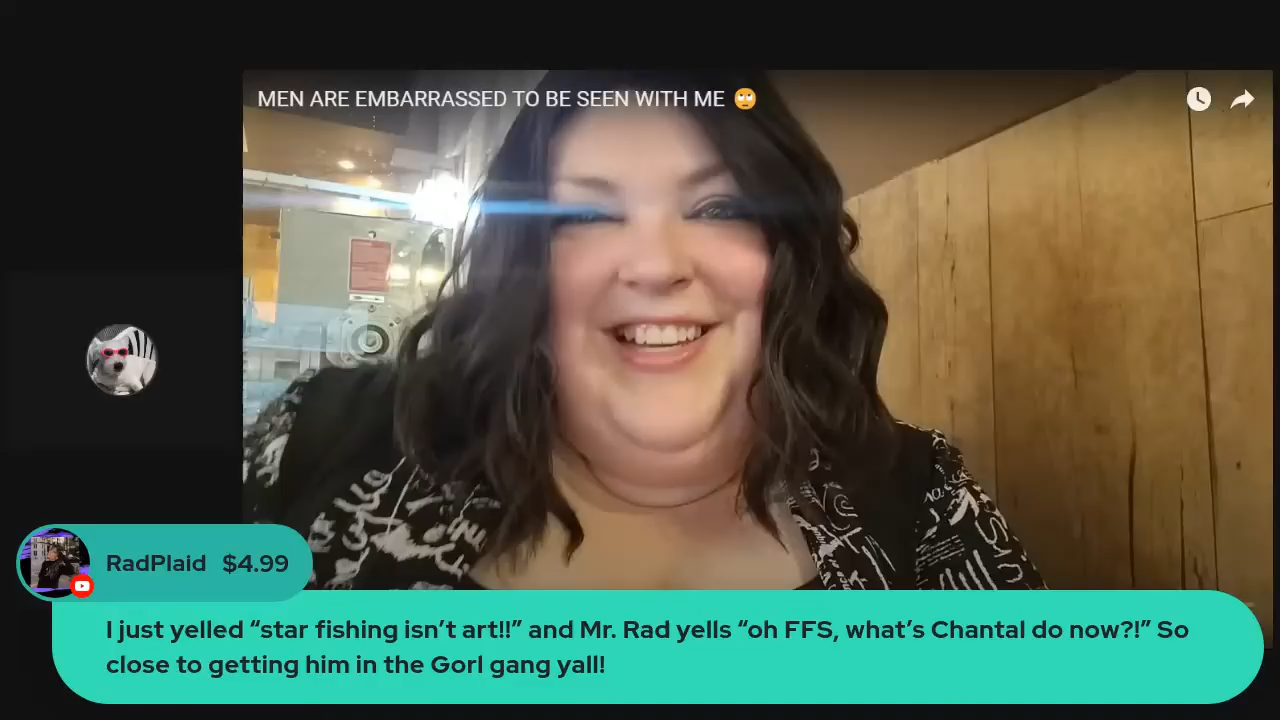 MEN ARE EMBARRASSED TO BE SEEN WITH ME 🙄
RadPlaid $4.99
I just yelled “star fishing isn’t art!!” and Mr. Rad yells “oh FFS, what’s Chantal do now?!” So
close to getting him in the Gorl gang yall!